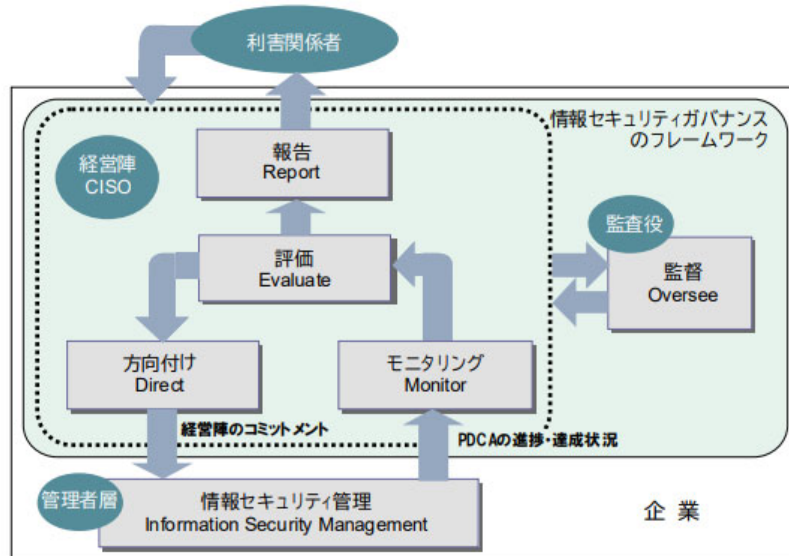 利害関係者
情報セキュリティガバナンス
のフレームワーク
経営陣
CISO
報告
Report
監査役
評価
Evaluate
監督
Oversee
方向付け
Direct
モニタリング
Monitor
経営陣のコミットメント
PDCAの進捗・達成状況
管理者層
情報セキュリティ管理
Information Security Management
企 業